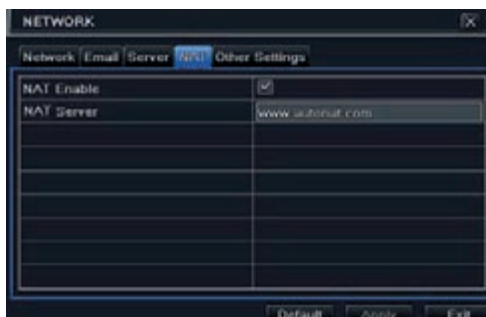 NETWORK
Network Email Server NAT Other Settings
NAT Enable
NAT Server www.autonat.com
Default Apply Exit